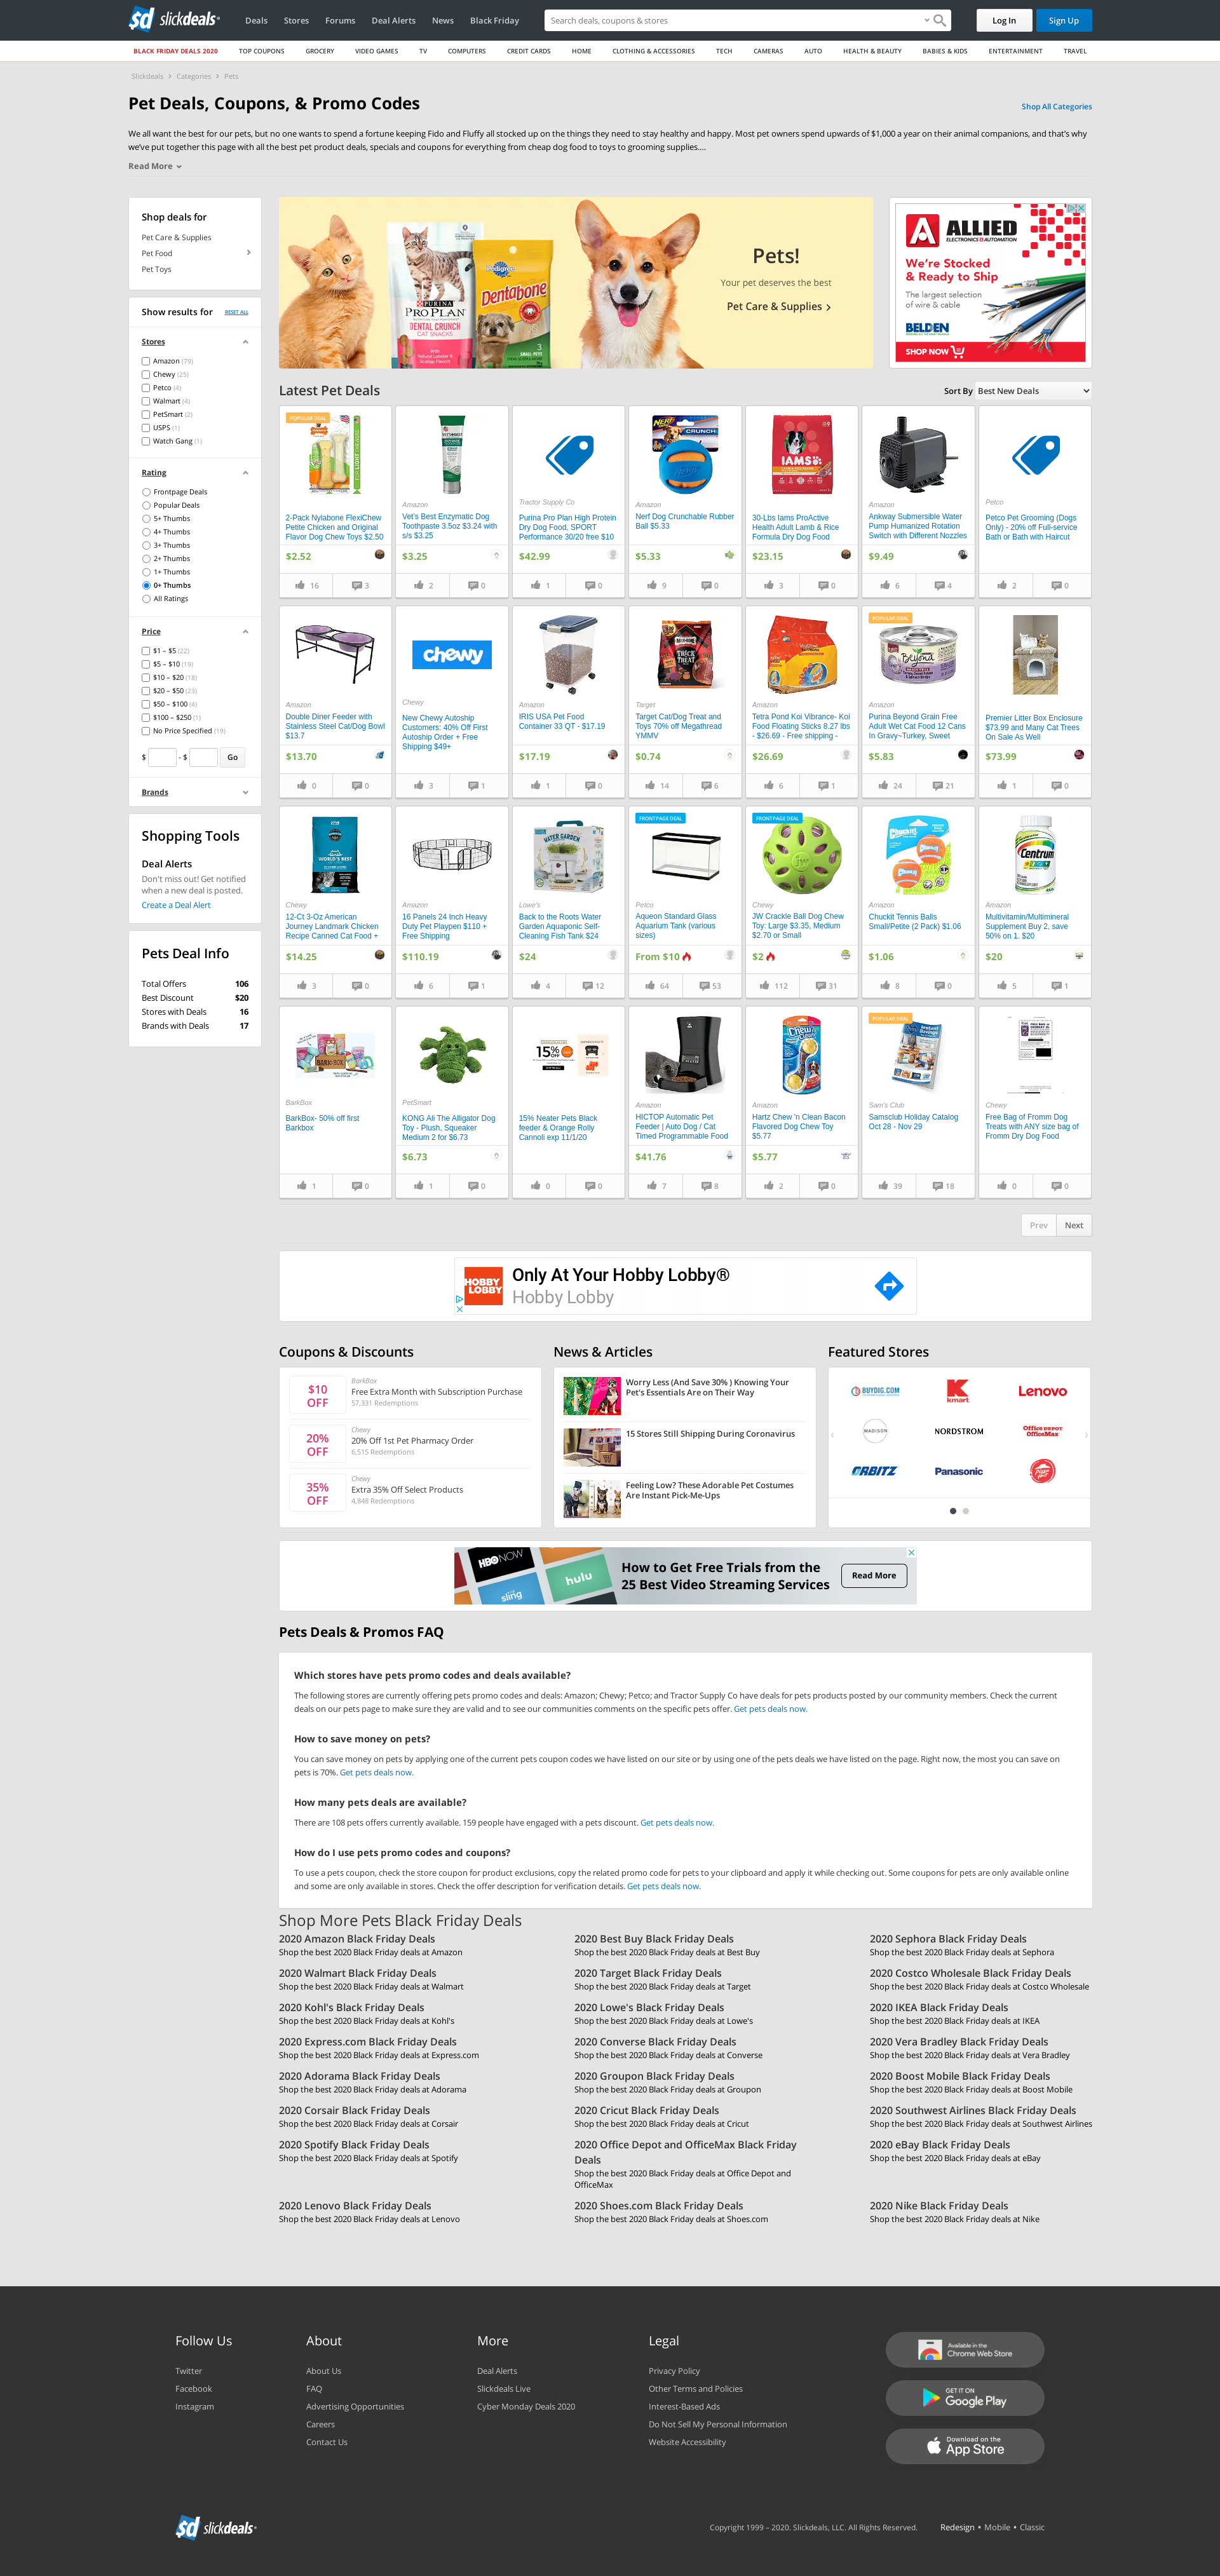 sd slickdeals
Deals Stores Forums Deal Alerts News Black Friday
Search deals, coupons & stores
Log In Sign Up
BLACK FRIDAY DEALS 2020 TOP COUPONS GROCERY VIDEO GAMES TV COMPUTERS CREDIT CARDS HOME CLOTHING & ACCESSORIES TECH CAMERAS AUTO HEALTH & BEAUTY BABIES & KIDS ENTERTAINMENT TRAVEL
Slickdeals > Categories > Pets
Pet Deals, Coupons, & Promo Codes
Shop All Categories
We all want the best for our pets, but no one wants to spend a fortune keeping Fido and Fluffy all stocked up on the things they need to stay healthy and happy. Most pet owners spend upwards of $1,000 a year on their animal companions, and that's why
we've put together this page with all the best pet product deals, specials and coupons for everything from cheap dog food to toys to grooming supplies....
Read More
Shop deals for
Pet Care & Supplies
Pet Food
Pet Toys
Show results for RESET ALL
Stores
Amazon (79)
Chewy (25)
Petco (4)
Walmart (4)
PetSmart (2)
USPS (1)
Watch Gang (1)
Rating
Frontpage Deals
Popular Deals
5+ Thumbs
4+ Thumbs
3+ Thumbs
2+ Thumbs
1+ Thumbs
0+ Thumbs
All Ratings
Price
$1 – $5 (22)
$5 – $10 (19)
$10 – $20 (18)
$20 – $50 (23)
$50 – $100 (4)
$100 – $250 (1)
No Price Specified (19)
$ - $ Go
Brands
Shopping Tools
Deal Alerts
Don't miss out! Get notified
when a new deal is posted.
Create a Deal Alert
Pets Deal Info
Total Offers 106
Best Discount $20
Stores with Deals 16
Brands with Deals 17
PURINA
PRO PLAN
DENTAL CRUNCH
CAT SNACKS
Pedigree
Dentabone
3
Pets!
Your pet deserves the best
Pet Care & Supplies
ALLIED
ELECTRONICS & AUTOMATION
We're Stocked
& Ready to Ship
The largest selection
of wire & cable
BELDEN
SHOP NOW
Latest Pet Deals
Sort By Best New Deals
POPULAR DEAL
2-Pack Nylabone FlexiChew
Petite Chicken and Original
Flavor Dog Chew Toys $2.50
$2.52
16 3
Amazon
Vet's Best Enzymatic Dog
Toothpaste 3.5oz $3.24 with
s/s $3.25
$3.25
2 0
Tractor Supply Co
Purina Pro Plan High Protein
Dry Dog Food, SPORT
Performance 30/20 free $10
$42.99
1 0
NERF
CRUNCH
Amazon
Nerf Dog Crunchable Rubber
Ball $5.33
$5.33
9 0
IAMS
30-Lbs Iams ProActive
Health Adult Lamb & Rice
Formula Dry Dog Food
$23.15
3 0
Amazon
Ankway Submersible Water
Pump Humanized Rotation
Switch with Different Nozzles
$9.49
6 4
Petco
Petco Pet Grooming (Dogs
Only) - 20% off Full-service
Bath or Bath with Haircut
2 0
Amazon
Double Diner Feeder with
Stainless Steel Cat/Dog Bowl
$13.7
$13.70
0 1
chewy
Chewy
New Chewy Autoship
Customers: 40% Off First
Autoship Order + Free
Shipping $49+
3 1
Amazon
IRIS USA Pet Food
Container 33 QT - $17.19
$17.19
1 0
TRICK
TREAT
Target
Target Cat/Dog Treat and
Toys 70% off Megathread
YMMV
$0.74
14 6
Amazon
Tetra Pond Koi Vibrance- Koi
Food Floating Sticks 8.27 lbs
- $26.69 - Free shipping -
$26.69
6 1
POPULAR DEAL
Beyond
Amazon
Purina Beyond Grain Free
Adult Wet Cat Food 12 Cans
In Gravy~Turkey, Sweet
$5.83
24 21
Premier Litter Box Enclosure
$73.99 and Many Cat Trees
On Sale As Well
$73.99
1 0
WORLD'S BEST
Chewy
12-Ct 3-Oz American
Journey Landmark Chicken
Recipe Canned Cat Food +
$14.25
3 0
Amazon
16 Panels 24 Inch Heavy
Duty Pet Playpen $110 +
Free Shipping
$110.19
6 1
WATER GARDEN
Lowe's
Back to the Roots Water
Garden Aquaponic Self-
Cleaning Fish Tank $24
$24
4 12
FRONTPAGE DEAL
Petco
Aqueon Standard Glass
Aquarium Tank (various
sizes)
From $10
64 53
FRONTPAGE DEAL
Chewy
JW Crackle Ball Dog Chew
Toy: Large $3.35, Medium
$2.70 or Small
$2
112 31
Chuckit!
Amazon
Chuckit Tennis Balls
Small/Petite (2 Pack) $1.06
$1.06
8 0
Centrum
Amazon
Multivitamin/Multimineral
Supplement Buy 2, save
50% on 1. $20
$20
5 1
BARKBOX
BarkBox
BarkBox- 50% off first
Barkbox
1 0
PetSmart
KONG Ali The Alligator Dog
Toy - Plush, Squeaker
Medium 2 for $6.73
$6.73
1 0
15% OFF
15% Neater Pets Black
feeder & Orange Rolly
Cannoli exp 11/1/20
0 0
Amazon
HICTOP Automatic Pet
Feeder | Auto Dog / Cat
Timed Programmable Food
$41.76
7 8
Chew 'n Clean
Amazon
Hartz Chew 'n Clean Bacon
Flavored Dog Chew Toy
$5.77
$5.77
2 0
POPULAR DEAL
Instant
Savings
Sam's Club
Samsclub Holiday Catalog
Oct 28 - Nov 29
39 18
Chewy
Free Bag of Fromm Dog
Treats with ANY size bag of
Fromm Dry Dog Food
0 0
Prev Next
HOBBY
LOBBY
Only At Your Hobby Lobby®
Hobby Lobby
Coupons & Discounts
$10
OFF
BarkBox
Free Extra Month with Subscription Purchase
57,331 Redemptions
20%
OFF
Chewy
20% Off 1st Pet Pharmacy Order
6,515 Redemptions
35%
OFF
Chewy
Extra 35% Off Select Products
4,848 Redemptions
News & Articles
Worry Less (And Save 30% ) Knowing Your
Pet's Essentials Are on Their Way
15 Stores Still Shipping During Coronavirus
Feeling Low? These Adorable Pet Costumes
Are Instant Pick-Me-Ups
Featured Stores
BUYDIG.COM
kmart
Lenovo
MADISON
NORDSTROM
Office DEPOT
OfficeMax
ORBITZ
Panasonic
Pizza Hut
HBO NOW
hulu
sling
How to Get Free Trials from the
25 Best Video Streaming Services
Read More
Pets Deals & Promos FAQ
Which stores have pets promo codes and deals available?
The following stores are currently offering pets promo codes and deals: Amazon; Chewy; Petco; and Tractor Supply Co have deals for pets products posted by our community members. Check the current
deals on our pets page to make sure they are valid and to see our communities comments on the specific pets offer. Get pets deals now.
How to save money on pets?
You can save money on pets by applying one of the current pets coupon codes we have listed on our site or by using one of the pets deals we have listed on the page. Right now, the most you can save on
pets is 70%. Get pets deals now.
How many pets deals are available?
There are 108 pets offers currently available. 159 people have engaged with a pets discount. Get pets deals now.
How do I use pets promo codes and coupons?
To use a pets coupon, check the store coupon for product exclusions, copy the related promo code for pets to your clipboard and apply it while checking out. Some coupons for pets are only available online
and some are only available in stores. Check the offer description for verification details. Get pets deals now.
Shop More Pets Black Friday Deals
2020 Amazon Black Friday Deals
Shop the best 2020 Black Friday deals at Amazon
2020 Best Buy Black Friday Deals
Shop the best 2020 Black Friday deals at Best Buy
2020 Sephora Black Friday Deals
Shop the best 2020 Black Friday deals at Sephora
2020 Walmart Black Friday Deals
Shop the best 2020 Black Friday deals at Walmart
2020 Target Black Friday Deals
Shop the best 2020 Black Friday deals at Target
2020 Costco Wholesale Black Friday Deals
Shop the best 2020 Black Friday deals at Costco Wholesale
2020 Kohl's Black Friday Deals
Shop the best 2020 Black Friday deals at Kohl's
2020 Lowe's Black Friday Deals
Shop the best 2020 Black Friday deals at Lowe's
2020 IKEA Black Friday Deals
Shop the best 2020 Black Friday deals at IKEA
2020 Express.com Black Friday Deals
Shop the best 2020 Black Friday deals at Express.com
2020 Converse Black Friday Deals
Shop the best 2020 Black Friday deals at Converse
2020 Vera Bradley Black Friday Deals
Shop the best 2020 Black Friday deals at Vera Bradley
2020 Adorama Black Friday Deals
Shop the best 2020 Black Friday deals at Adorama
2020 Groupon Black Friday Deals
Shop the best 2020 Black Friday deals at Groupon
2020 Boost Mobile Black Friday Deals
Shop the best 2020 Black Friday deals at Boost Mobile
2020 Corsair Black Friday Deals
Shop the best 2020 Black Friday deals at Corsair
2020 Cricut Black Friday Deals
Shop the best 2020 Black Friday deals at Cricut
2020 Southwest Airlines Black Friday Deals
Shop the best 2020 Black Friday deals at Southwest Airlines
2020 Spotify Black Friday Deals
Shop the best 2020 Black Friday deals at Spotify
2020 Office Depot and OfficeMax Black Friday
Deals
Shop the best 2020 Black Friday deals at Office Depot and
OfficeMax
2020 eBay Black Friday Deals
Shop the best 2020 Black Friday deals at eBay
2020 Lenovo Black Friday Deals
Shop the best 2020 Black Friday deals at Lenovo
2020 Shoes.com Black Friday Deals
Shop the best 2020 Black Friday deals at Shoes.com
2020 Nike Black Friday Deals
Shop the best 2020 Black Friday deals at Nike
Follow Us
Twitter
Facebook
Instagram
About
About Us
FAQ
Advertising Opportunities
Careers
Contact Us
More
Deal Alerts
Slickdeals Live
Cyber Monday Deals 2020
Legal
Privacy Policy
Other Terms and Policies
Interest-Based Ads
Do Not Sell My Personal Information
Website Accessibility
Available in the
Chrome Web Store
GET IT ON
Google Play
Download on the
App Store
sd slickdeals
Copyright 1999 – 2020. Slickdeals, LLC. All Rights Reserved. Redesign • Mobile • Classic